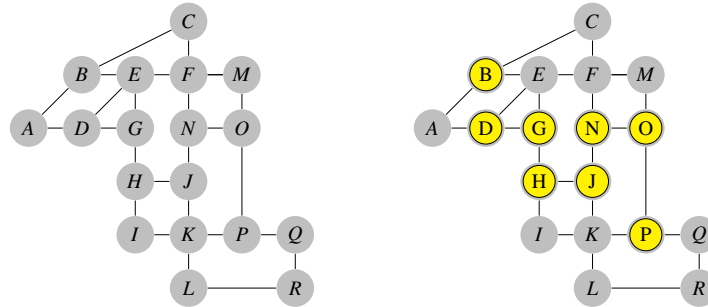 C
B E F M
A D G N O
H J
I K P Q
L R
C
B E F M
A D G N O
H J
I K P Q
L R